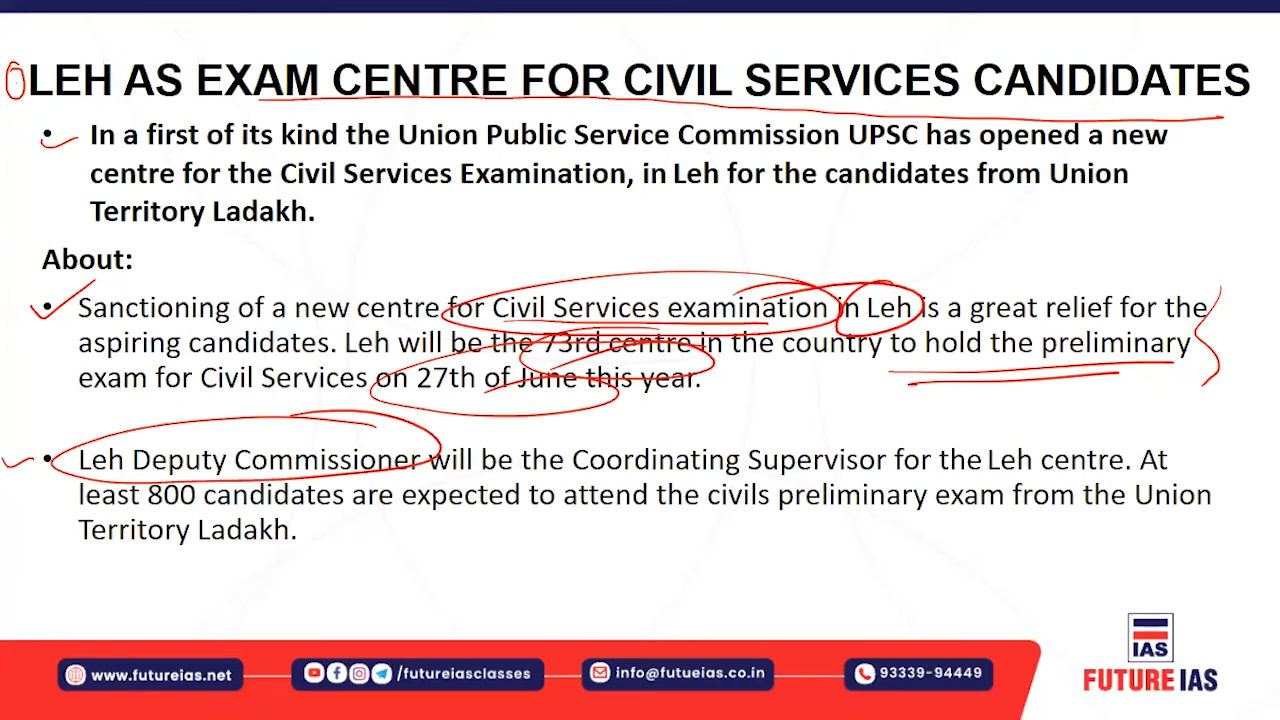 LEH AS EXAM CENTRE FOR CIVIL SERVICES CANDIDATES
• In a first of its kind the Union Public Service Commission UPSC has opened a new
centre for the Civil Services Examination, in Leh for the candidates from Union
Territory Ladakh.
About:
• Sanctioning of a new centre for Civil Services examination in Leh is a great relief for the
aspiring candidates. Leh will be the 73rd centre in the country to hold the preliminary
exam for Civil Services on 27th of June this year.
• Leh Deputy Commissioner will be the Coordinating Supervisor for the Leh centre. At
least 800 candidates are expected to attend the civils preliminary exam from the Union
Territory Ladakh.
IAS
FUTURE IAS
www.futureias.net
/futureiasclasses
info@futueias.co.in
93339-94449